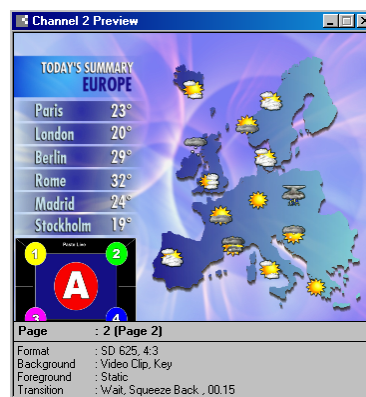 Channel 2 Preview
TODAY'S SUMMARY
EUROPE
Paris 23°
London 20°
Berlin 29°
Rome 32°
Madrid 24°
Stockholm 19°
Paste Line
1 2
A
3 4
Page : 2 (Page 2)
Format : SD 625, 4:3
Background : Video Clip, Key
Foreground : Static
Transition : Wait, Squeeze Back , 00.15